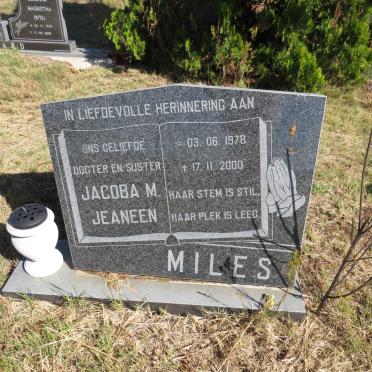 MAGRIETHA
IN LIEFDEVOLLE HERINNERING AAN
ONS GELIEFDE
DOGTER EN SUSTER
JACOBA M.
JEANEEN
☆ 03. 06. 1978
✝ 17. 11. 2000
HAAR STEM IS STIL,
HAAR PLEK IS LEEG.
MILES